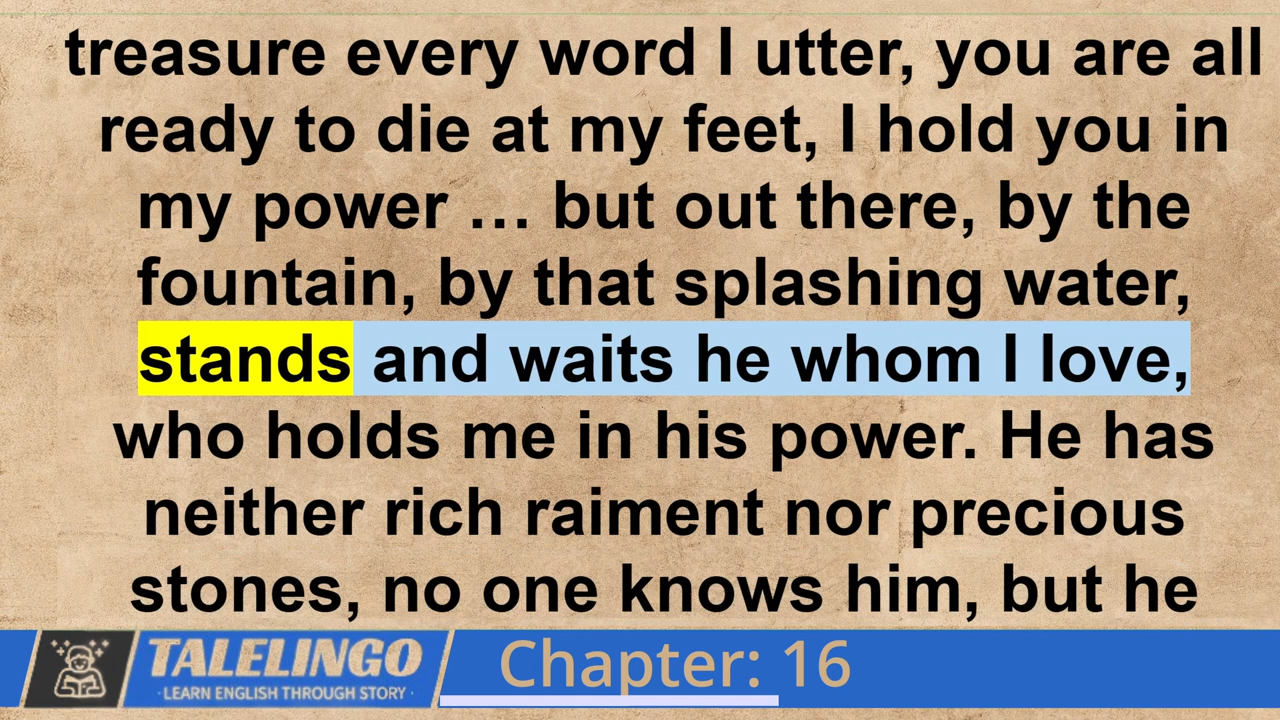 treasure every word I utter, you are all
ready to die at my feet, I hold you in
my power … but out there, by the
fountain, by that splashing water,
stands and waits he whom I love,
who holds me in his power. He has
neither rich raiment nor precious
stones, no one knows him, but he
TALELINGO
· LEARN ENGLISH THROUGH STORY ·
Chapter: 16